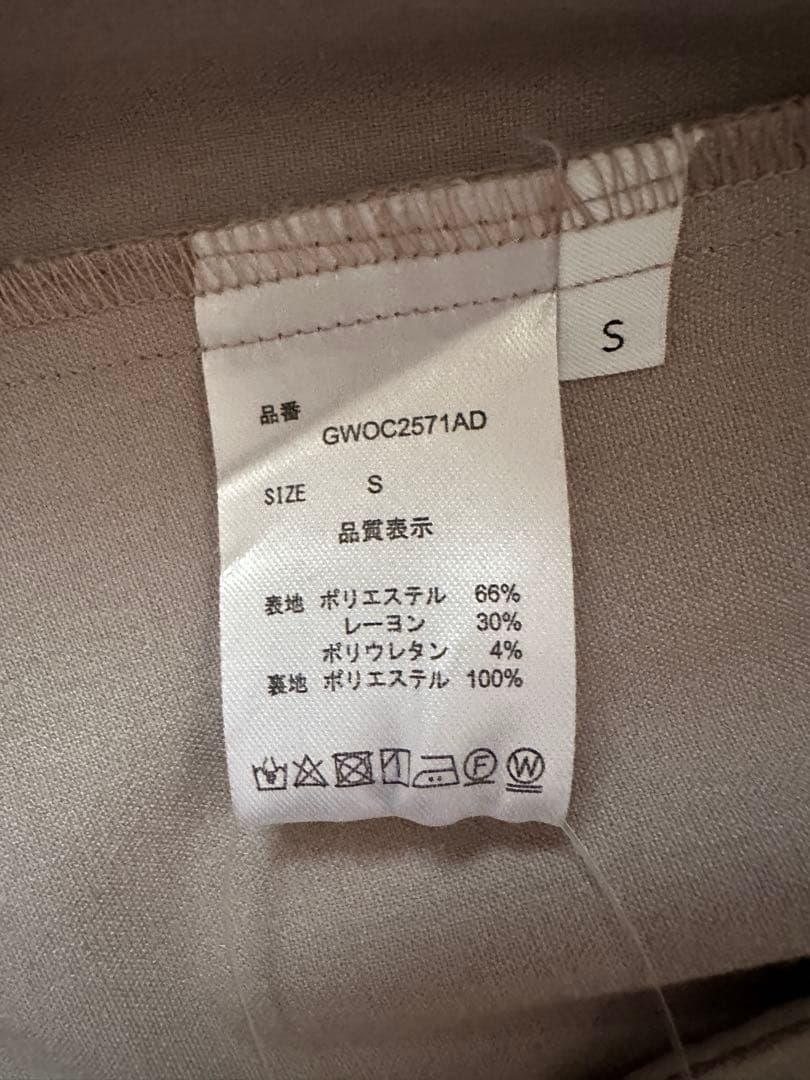 S
品番
GWOC2571AD
SIZE S
品質表示
表地 ポリエステル 66%
レーヨン 30%
ポリウレタン 4%
裏地 ポリエステル 100%
F W